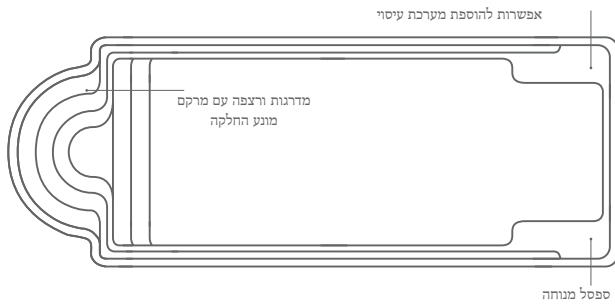 אפשרות להוספת מערכת עיסוי
מדרגות ורצפה עם מרקם
מונע החלקה
ספסל מנוחה